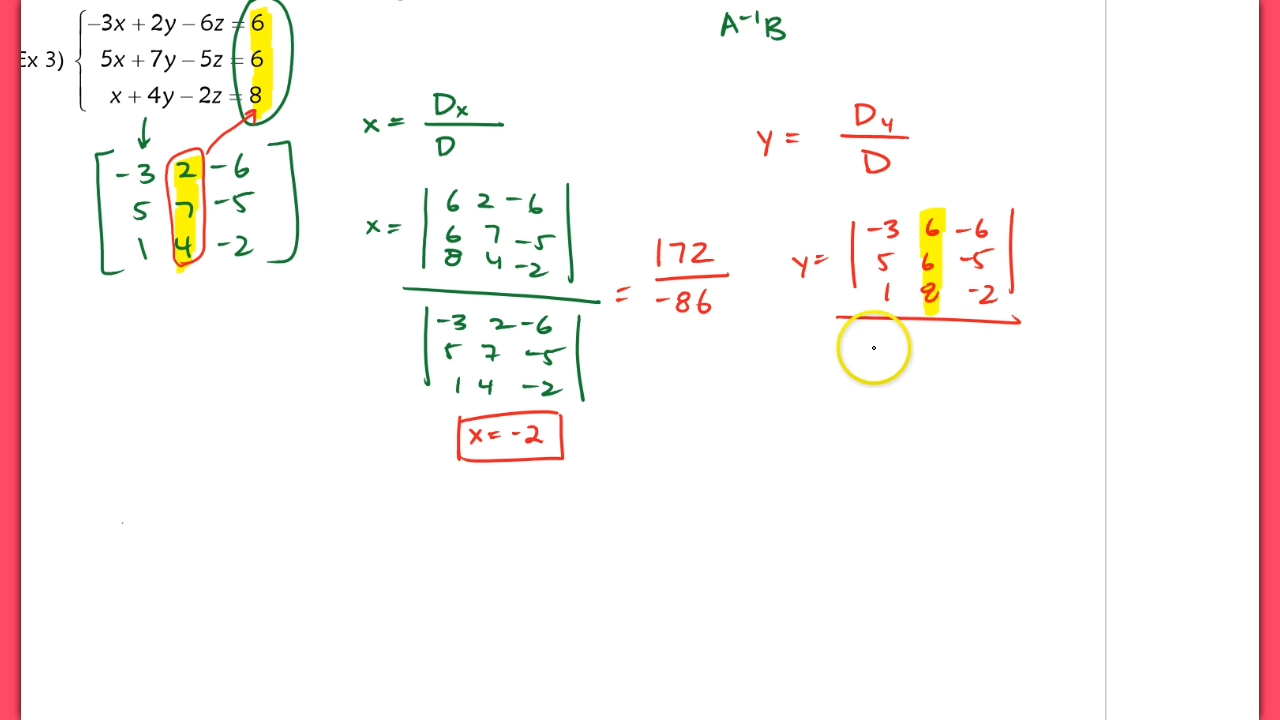 -3x + 2y - 6z = 6
Ex 3) 5x + 7y - 5z = 6
x + 4y - 2z = 8
-3 2 -6
5 7 -5
1 4 -2
x = Dx
D
x = 6 2 -6
6 7 -5
8 4 -2
-3 2 -6
5 7 -5
1 4 -2
= 172
-86
x = -2
A⁻¹B
y = Dy
D
y = -3 6 -6
5 6 -5
1 8 -2